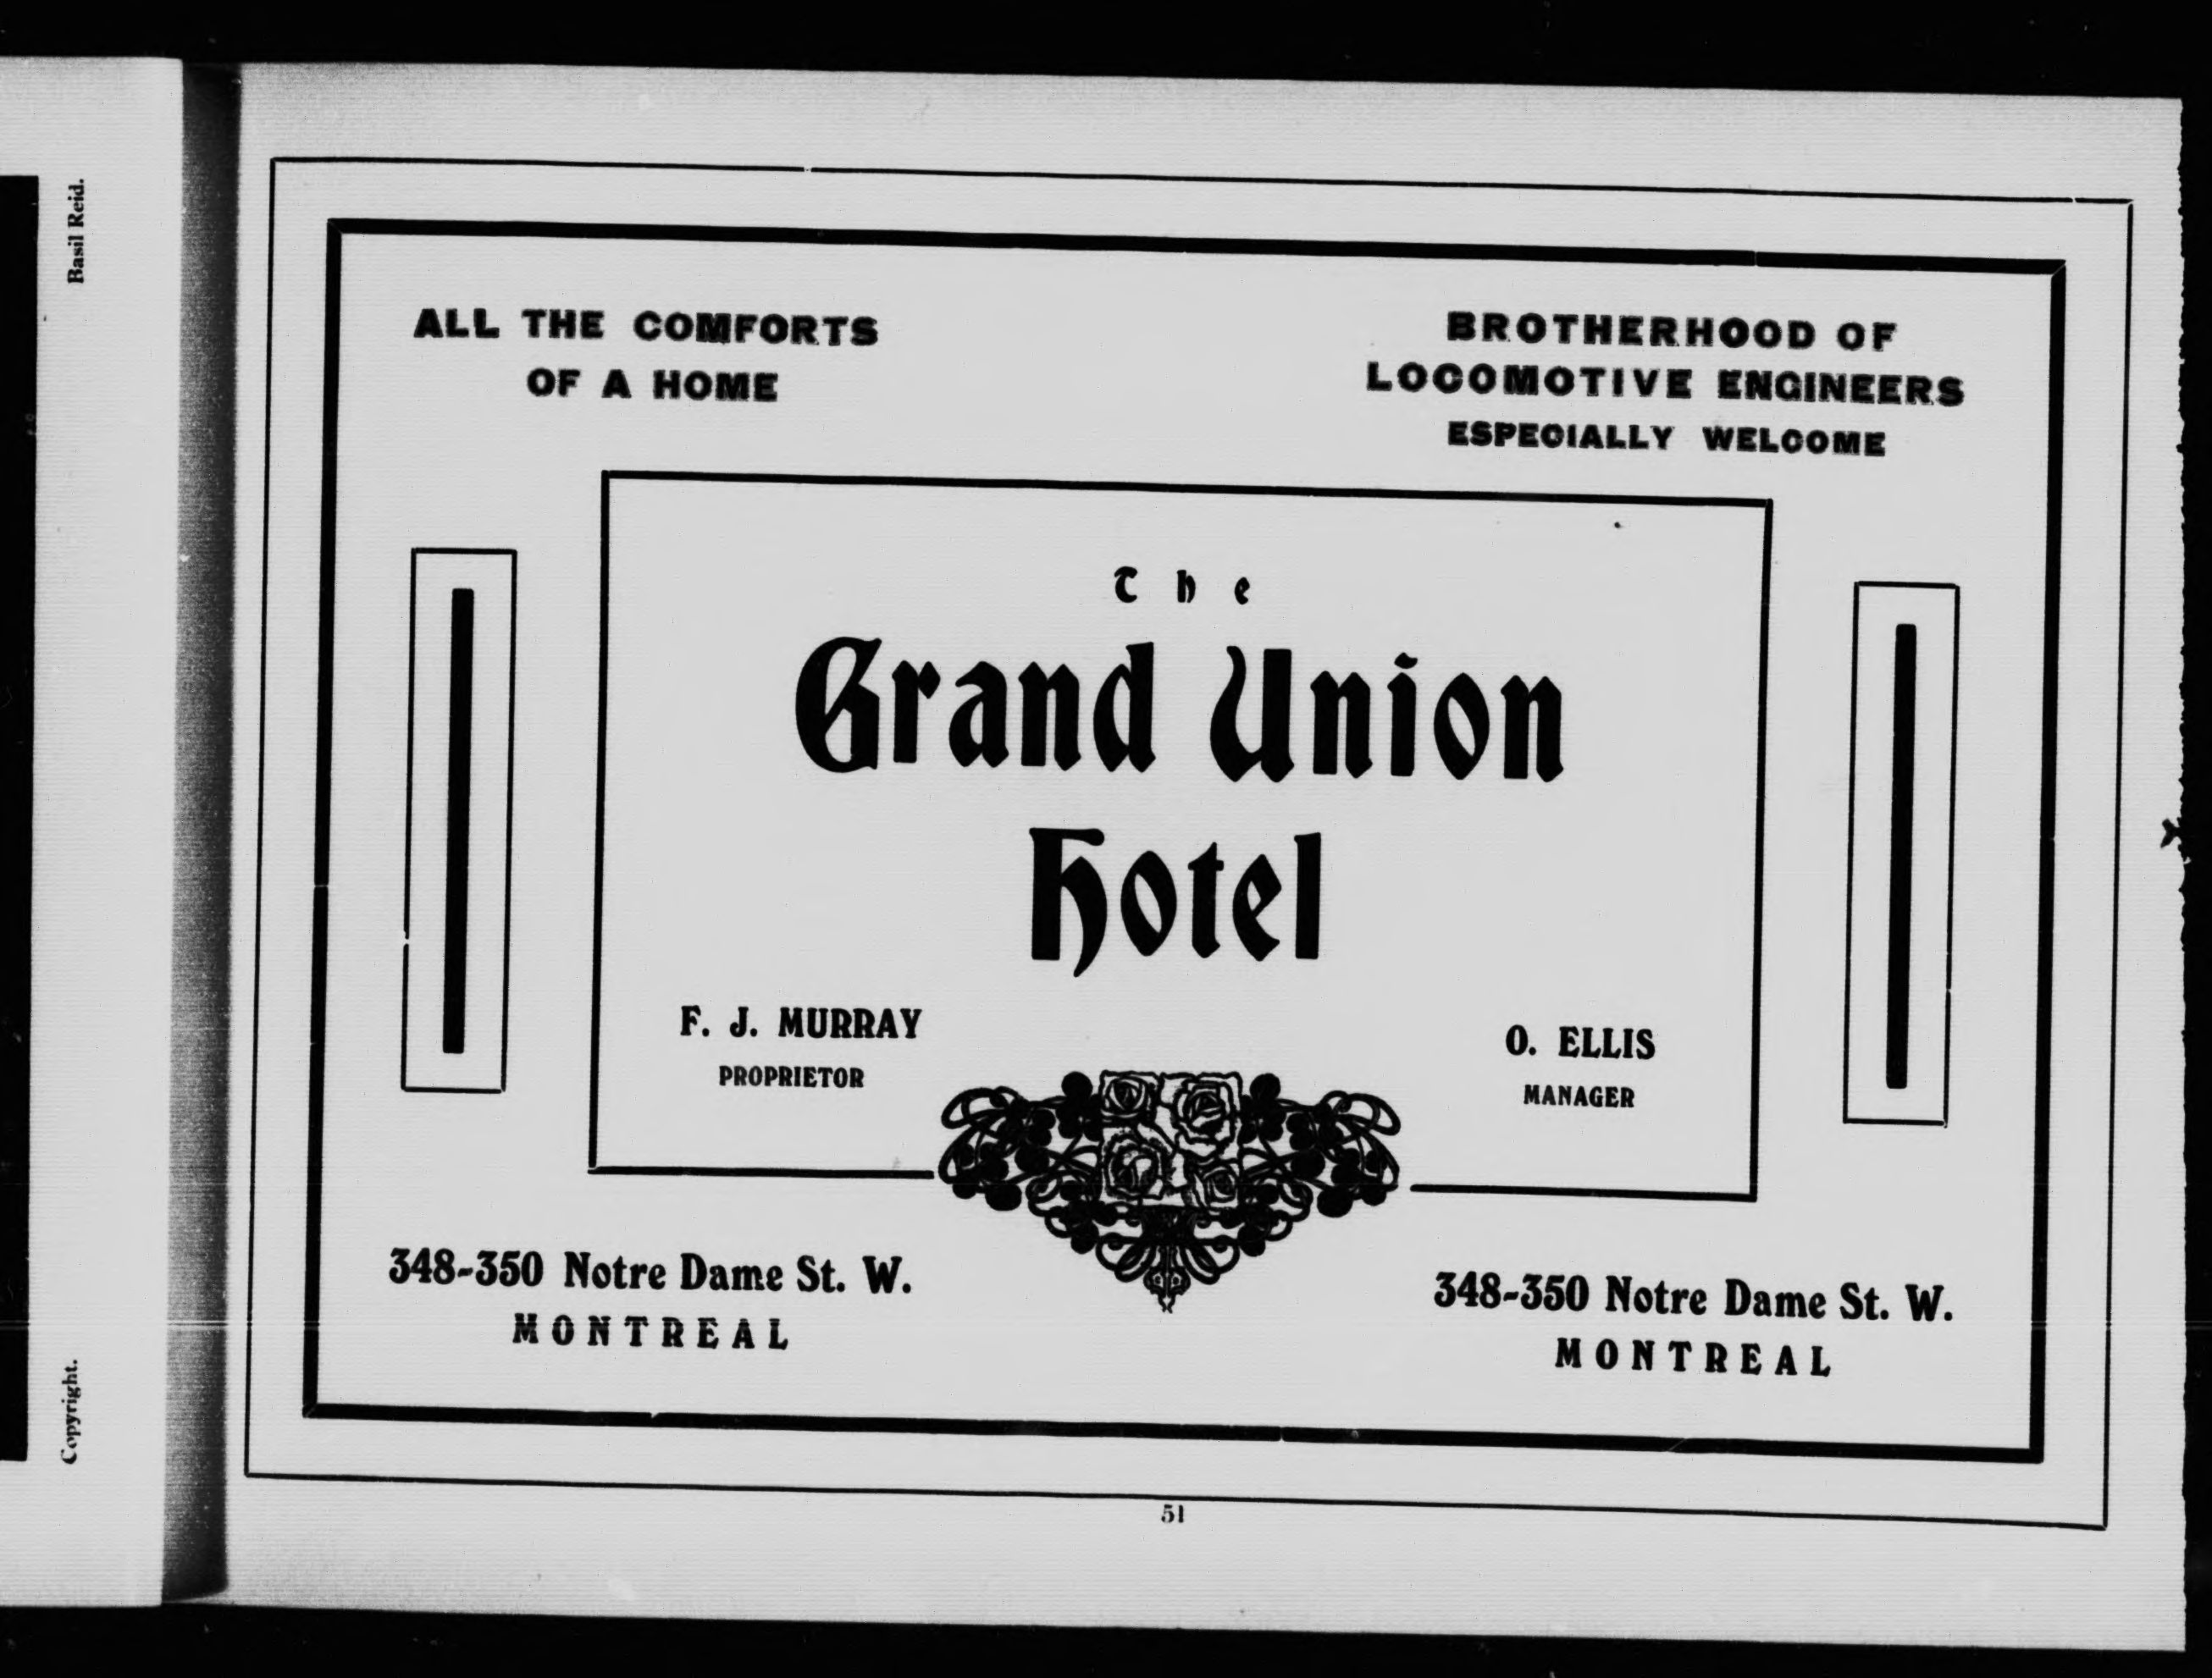 Basil Reid.
Copyright.
ALL THE COMFORTS
OF A HOME
BROTHERHOOD OF
LOCOMOTIVE ENGINEERS
ESPECIALLY WELCOME
The
Grand Union
Hotel
F. J. MURRAY
PROPRIETOR
O. ELLIS
MANAGER
348-350 Notre Dame St. W.
MONTREAL
348-350 Notre Dame St. W.
MONTREAL
51